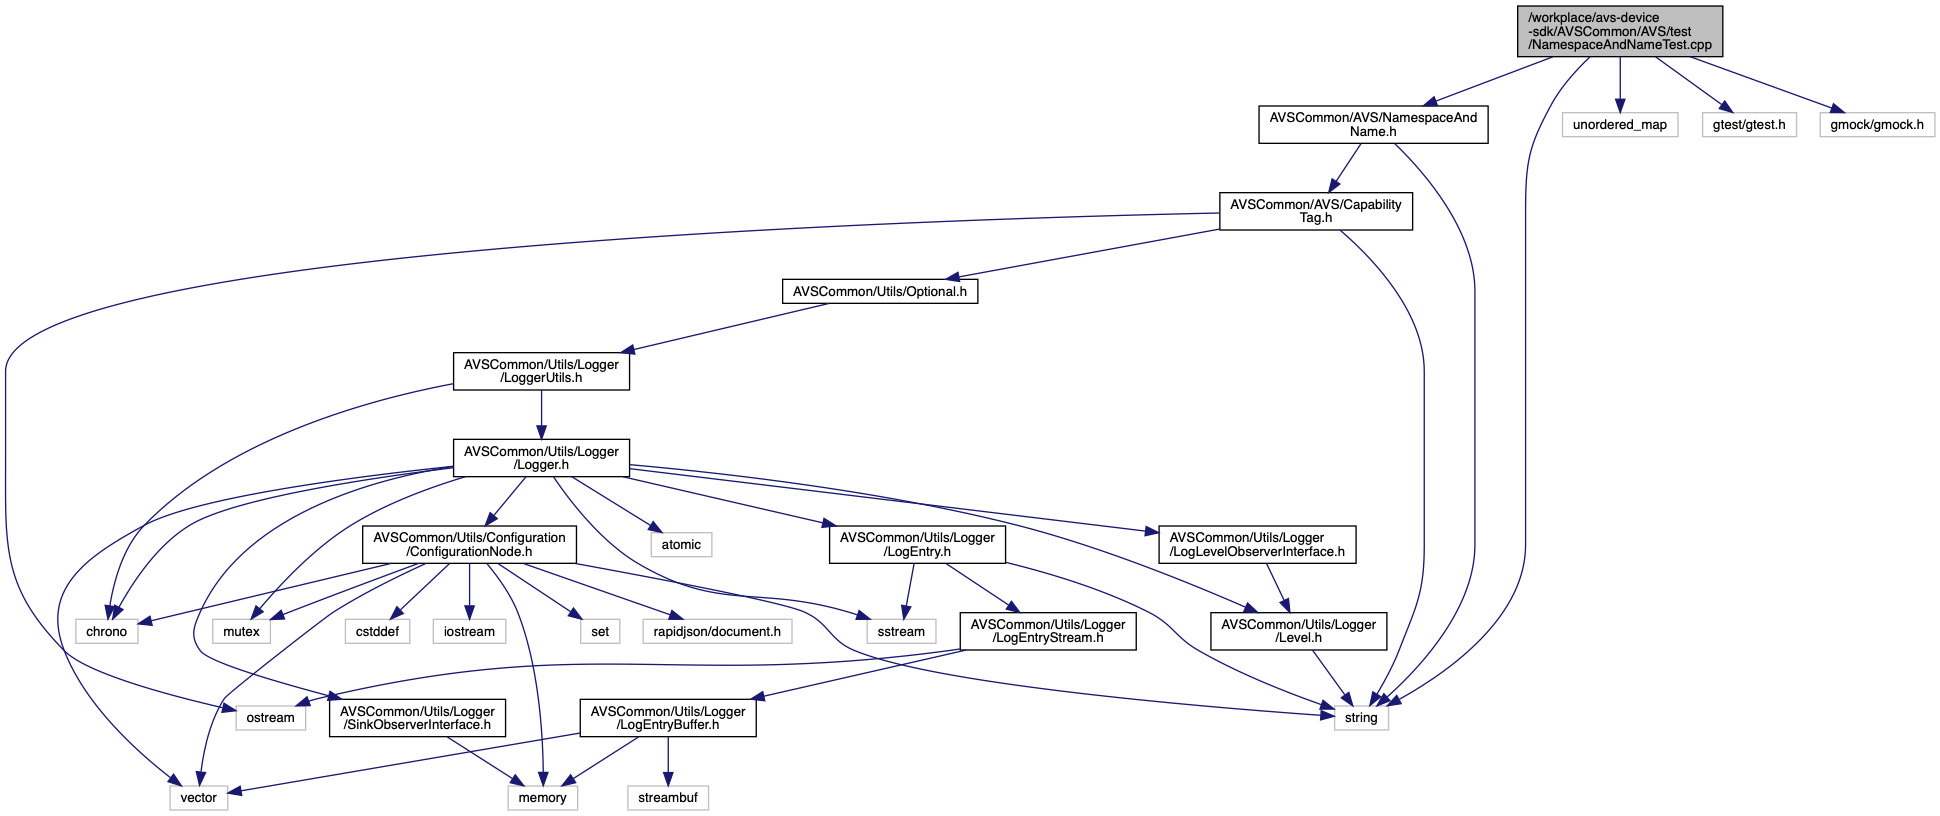 /workplace/avs-device
-sdk/AVSCommon/AVS/test
/NamespaceAndNameTest.cpp
AVSCommon/AVS/NamespaceAnd
Name.h
unordered_map
gtest/gtest.h
gmock/gmock.h
AVSCommon/AVS/Capability
Tag.h
AVSCommon/Utils/Optional.h
AVSCommon/Utils/Logger
/LoggerUtils.h
AVSCommon/Utils/Logger
/Logger.h
AVSCommon/Utils/Configuration
/ConfigurationNode.h
atomic
AVSCommon/Utils/Logger
/LogEntry.h
AVSCommon/Utils/Logger
/LogLevelObserverInterface.h
chrono
mutex
cstddef
iostream
set
rapidjson/document.h
sstream
AVSCommon/Utils/Logger
/LogEntryStream.h
AVSCommon/Utils/Logger
/Level.h
ostream
AVSCommon/Utils/Logger
/SinkObserverInterface.h
AVSCommon/Utils/Logger
/LogEntryBuffer.h
string
vector
memory
streambuf